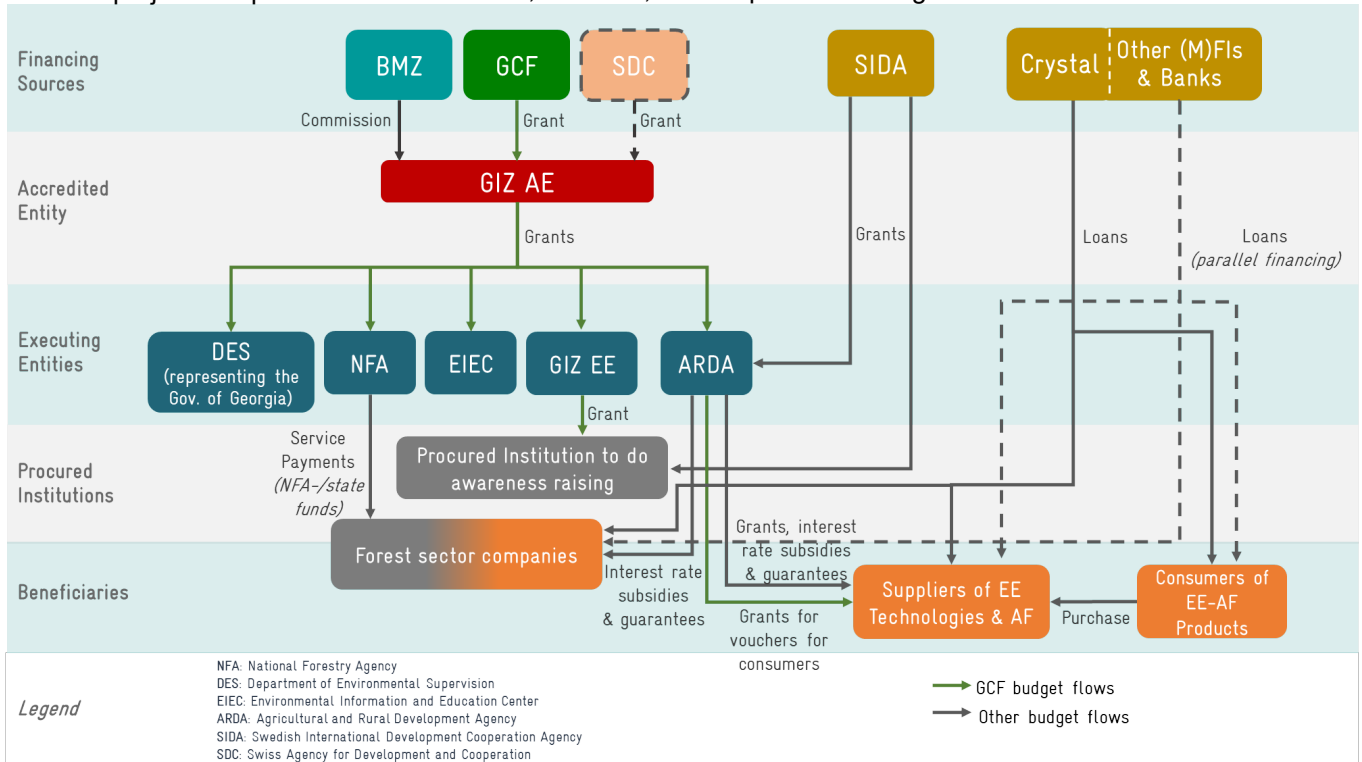 Financing
Sources
BMZ
GCF
SDC
SIDA
Crystal
Other (M)FIs
& Banks
Commission
Grant
Grant
Accredited
Entity
GIZ AE
Grants
Grants
Loans
Loans
(parallel financing)
Executing
Entities
DES
(representing the
Gov. of Georgia)
NFA
EIEC
GIZ EE
ARDA
Grant
Service
Payments
(NFA-/state
funds)
Procured
Institutions
Procured Institution to do
awareness raising
Grants, interest
rate subsidies
& guarantees
Forest sector companies
Beneficiaries
Interest rate
subsidies
& guarantees
Suppliers of EE
Technologies & AF
Purchase
Consumers of
EE-AF
Products
Grants for
vouchers for
consumers
Legend
NFA: National Forestry Agency
DES: Department of Environmental Supervision
EIEC: Environmental Information and Education Center
ARDA: Agricultural and Rural Development Agency
SIDA: Swedish International Development Cooperation Agency
SDC: Swiss Agency for Development and Cooperation
GCF budget flows
Other budget flows